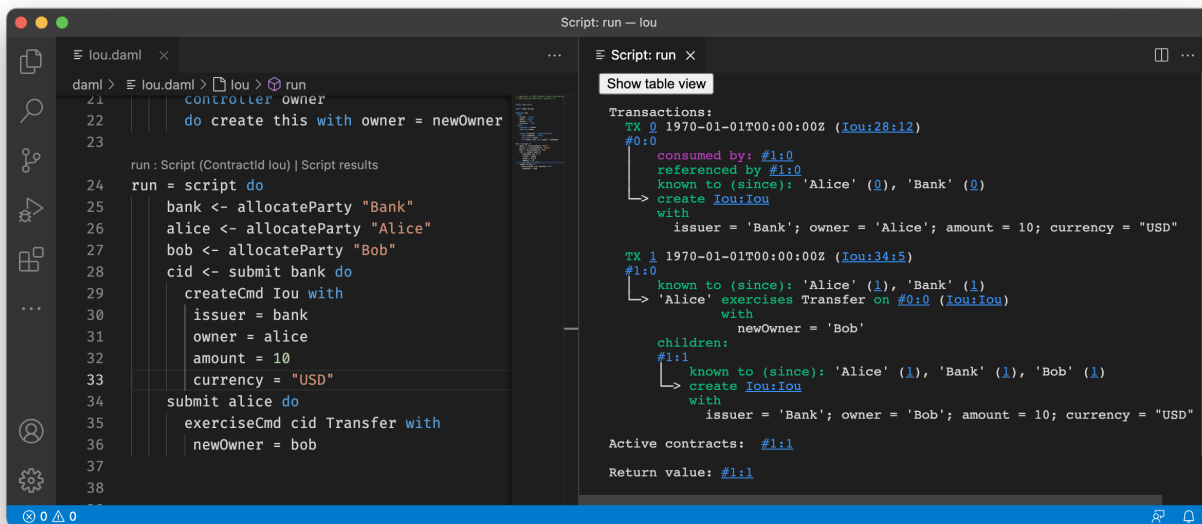 Script: run — Iou
Iou.daml
daml > Iou.daml > Iou > run
21 controller owner
22 do create this with owner = newOwner
23
run : Script (ContractId Iou) | Script results
24 run = script do
25 bank <- allocateParty "Bank"
26 alice <- allocateParty "Alice"
27 bob <- allocateParty "Bob"
28 cid <- submit bank do
29 createCmd Iou with
30 issuer = bank
31 owner = alice
32 amount = 10
33 currency = "USD"
34 submit alice do
35 exerciseCmd cid Transfer with
36 newOwner = bob
37
38
Script: run
Show table view
Transactions:
TX 0 1970-01-01T00:00:00Z (Iou:28:12)
#0:0
consumed by: #1:0
referenced by #1:0
known to (since): 'Alice' (0), 'Bank' (0)
create Iou:Iou
with
issuer = 'Bank'; owner = 'Alice'; amount = 10; currency = "USD"
TX 1 1970-01-01T00:00:00Z (Iou:34:5)
#1:0
known to (since): 'Alice' (1), 'Bank' (1)
'Alice' exercises Transfer on #0:0 (Iou:Iou)
with
newOwner = 'Bob'
children:
#1:1
known to (since): 'Alice' (1), 'Bank' (1), 'Bob' (1)
create Iou:Iou
with
issuer = 'Bank'; owner = 'Bob'; amount = 10; currency = "USD"
Active contracts: #1:1
Return value: #1:1
0 0